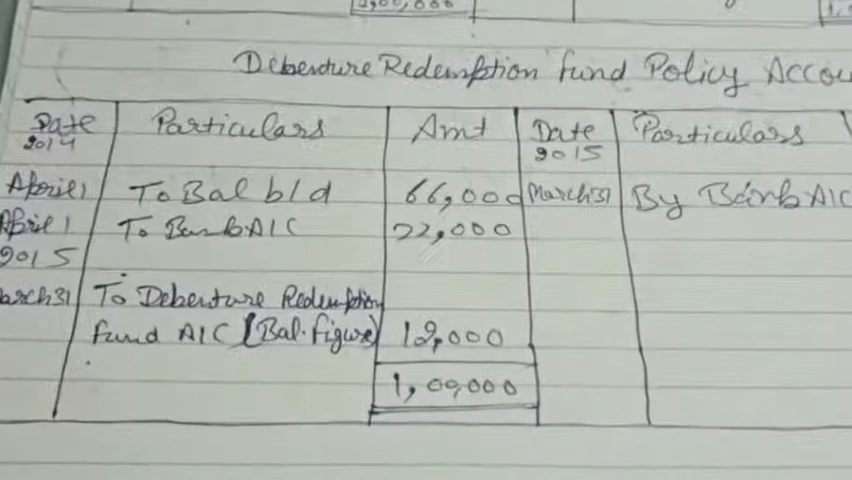 Debenture Redemption Fund Policy Accou
Date Particulars Amt Date Particulars
2014 2015
April 1 To Bal b/d 66,000 March 31 By Bank A/C
April 1 To Bank A/C 22,000
2015
arch 31 To Debenture Redemption
Fund A/C (Bal. figure) 12,000
1,00,000